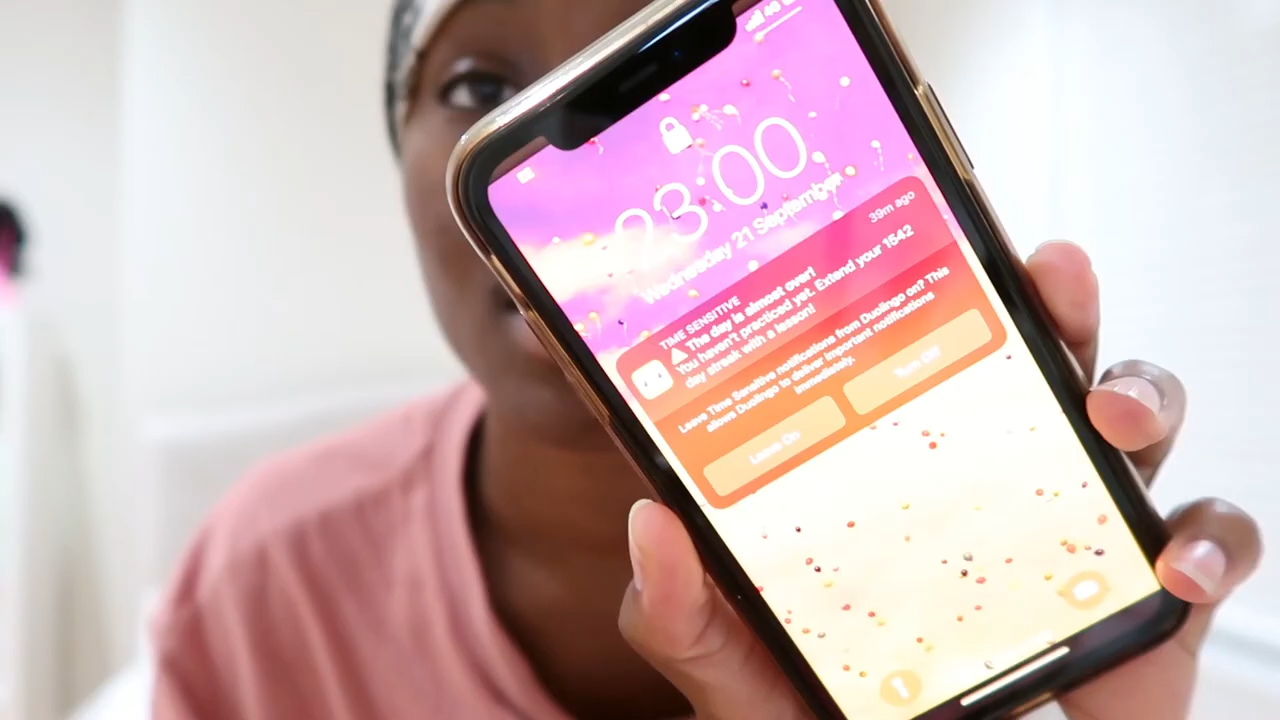 4G
23:00
Wednesday 21 September
TIME SENSITIVE
39m ago
⚠ The day is almost over!
You haven't practiced yet. Extend your 1542
day streak with a lesson!
Leave Time Sensitive notifications from Duolingo on? This
allows Duolingo to deliver important notifications
immediately.
Leave On
Turn Off